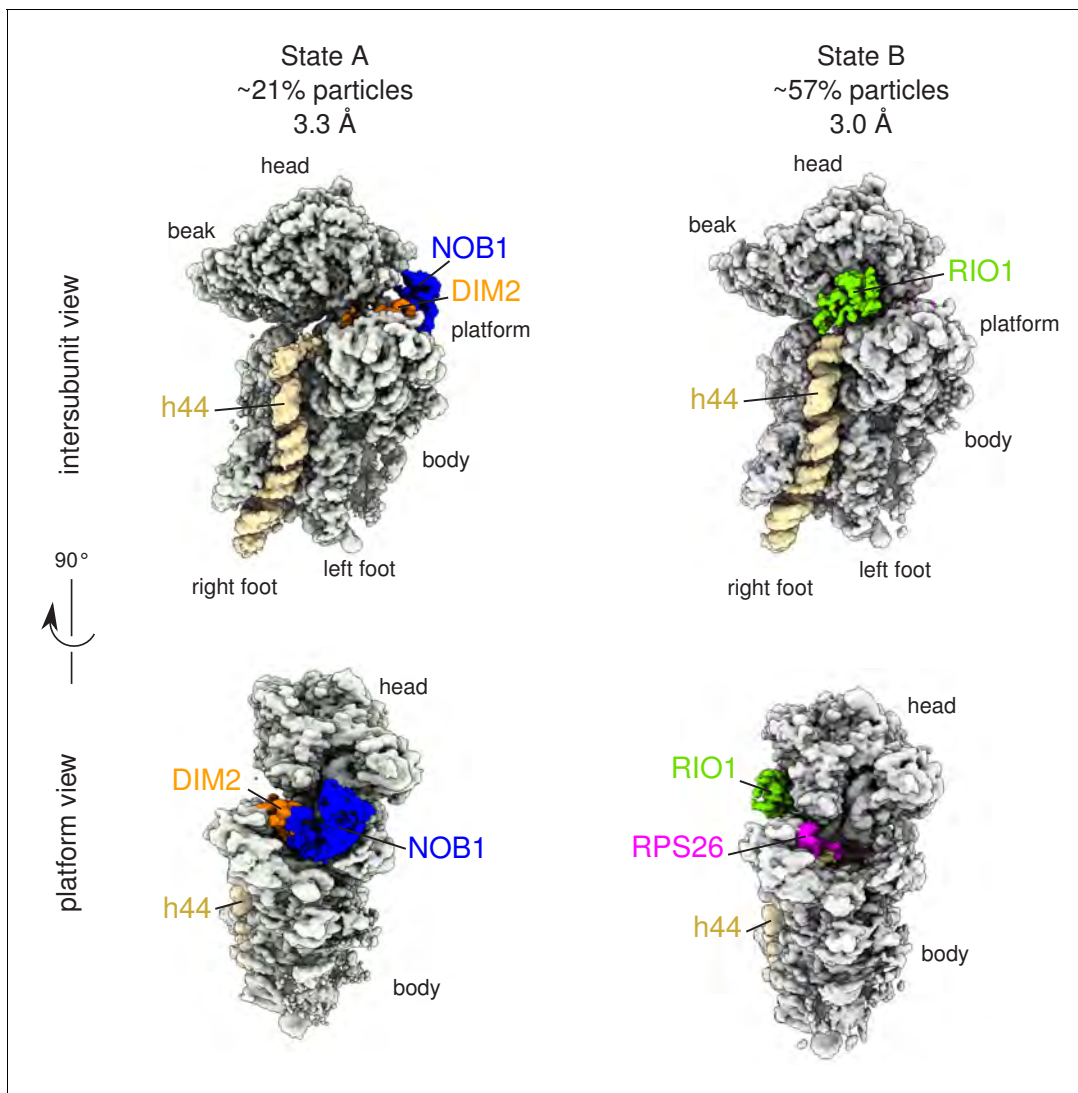 State A
~21% particles
3.3 Å
State B
~57% particles
3.0 Å
intersubunit view
head
beak
NOB1
DIM2
platform
h44
body
left foot
right foot
head
beak
RIO1
platform
h44
body
left foot
right foot
90°
platform view
head
DIM2
NOB1
h44
body
head
RIO1
RPS26
h44
body